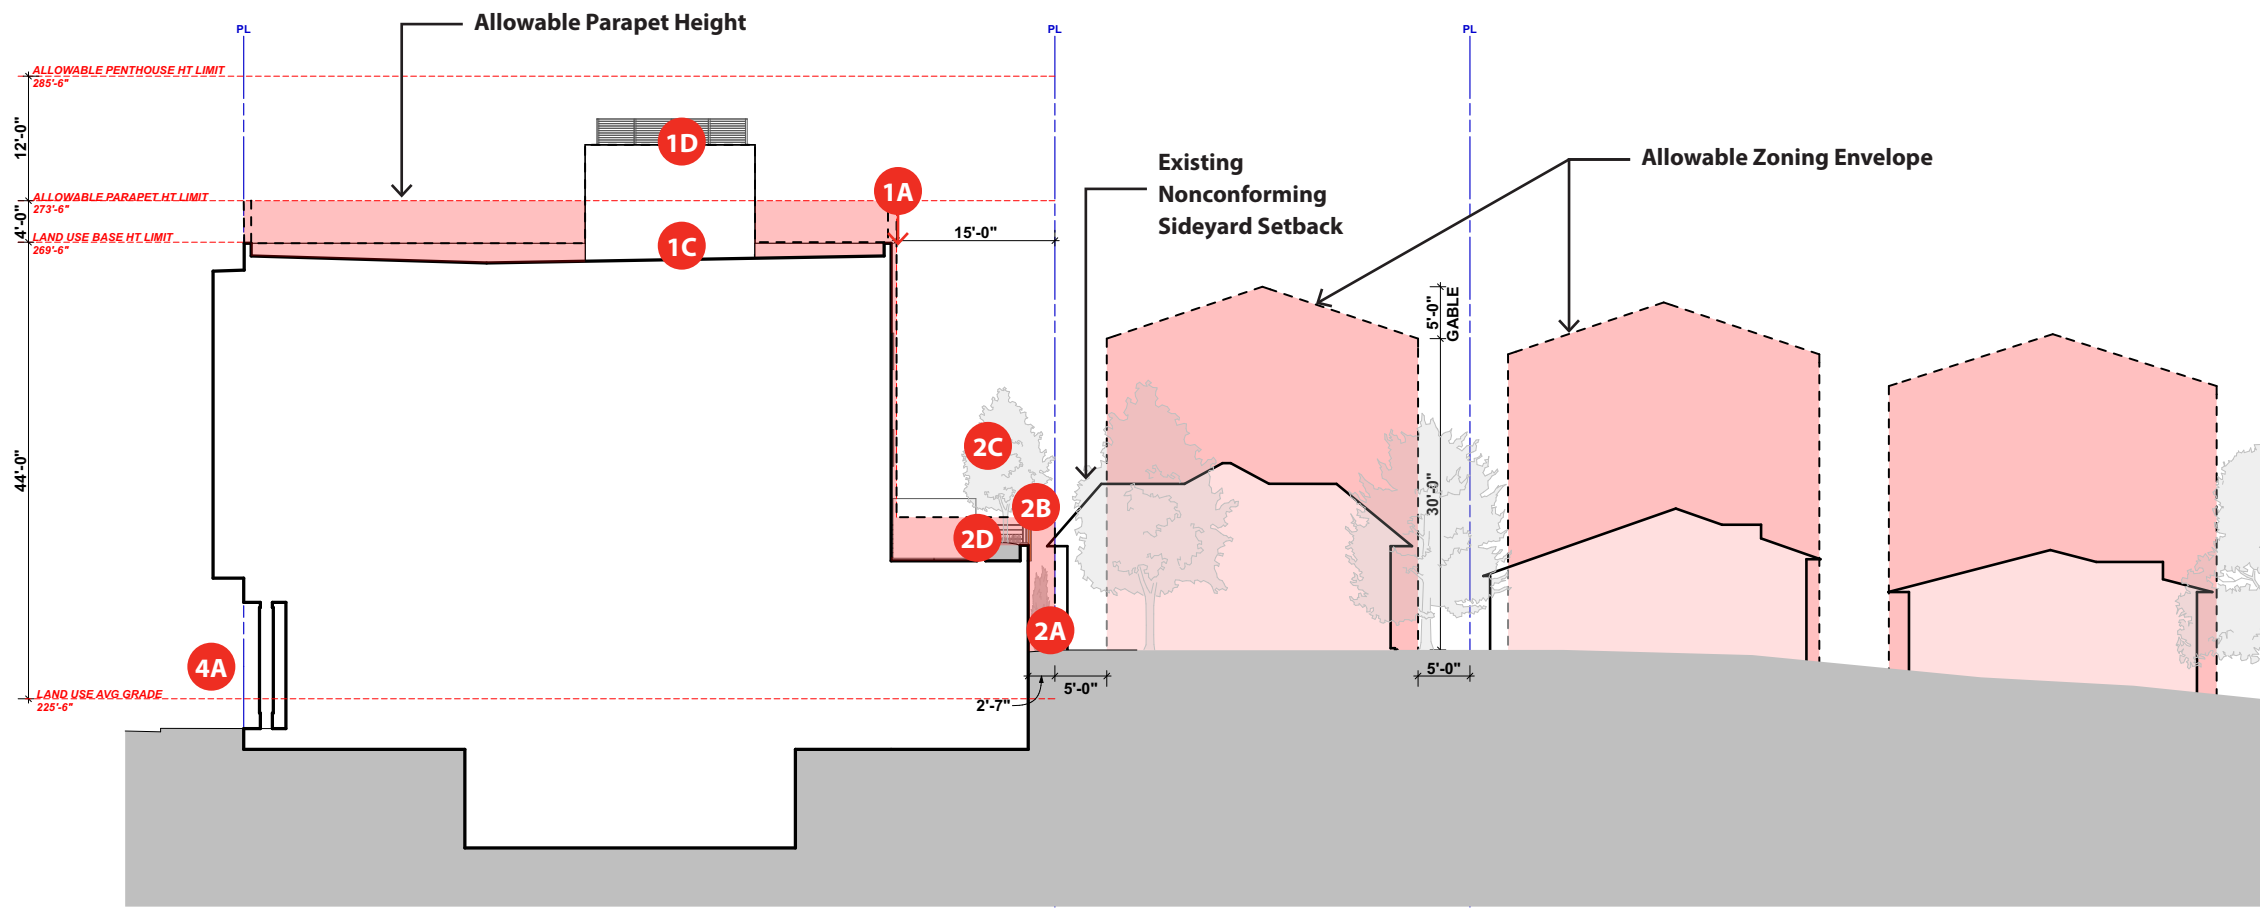 Allowable Parapet Height
PL
PL
PL
ALLOWABLE PENTHOUSE HT LIMIT
285'-6"
12'-0"
1D
Existing
Nonconforming
Sideyard Setback
Allowable Zoning Envelope
ALLOWABLE PARAPET HT LIMIT
273'-6"
1A
4'-0"
LAND USE BASE HT LIMIT
269'-6"
1C
15'-0"
5'-0"
GABLE
2C
44'-0"
30'-0"
2B
2D
2A
4A
LAND USE AVG GRADE
225'-6"
2'-7"
5'-0"
5'-0"